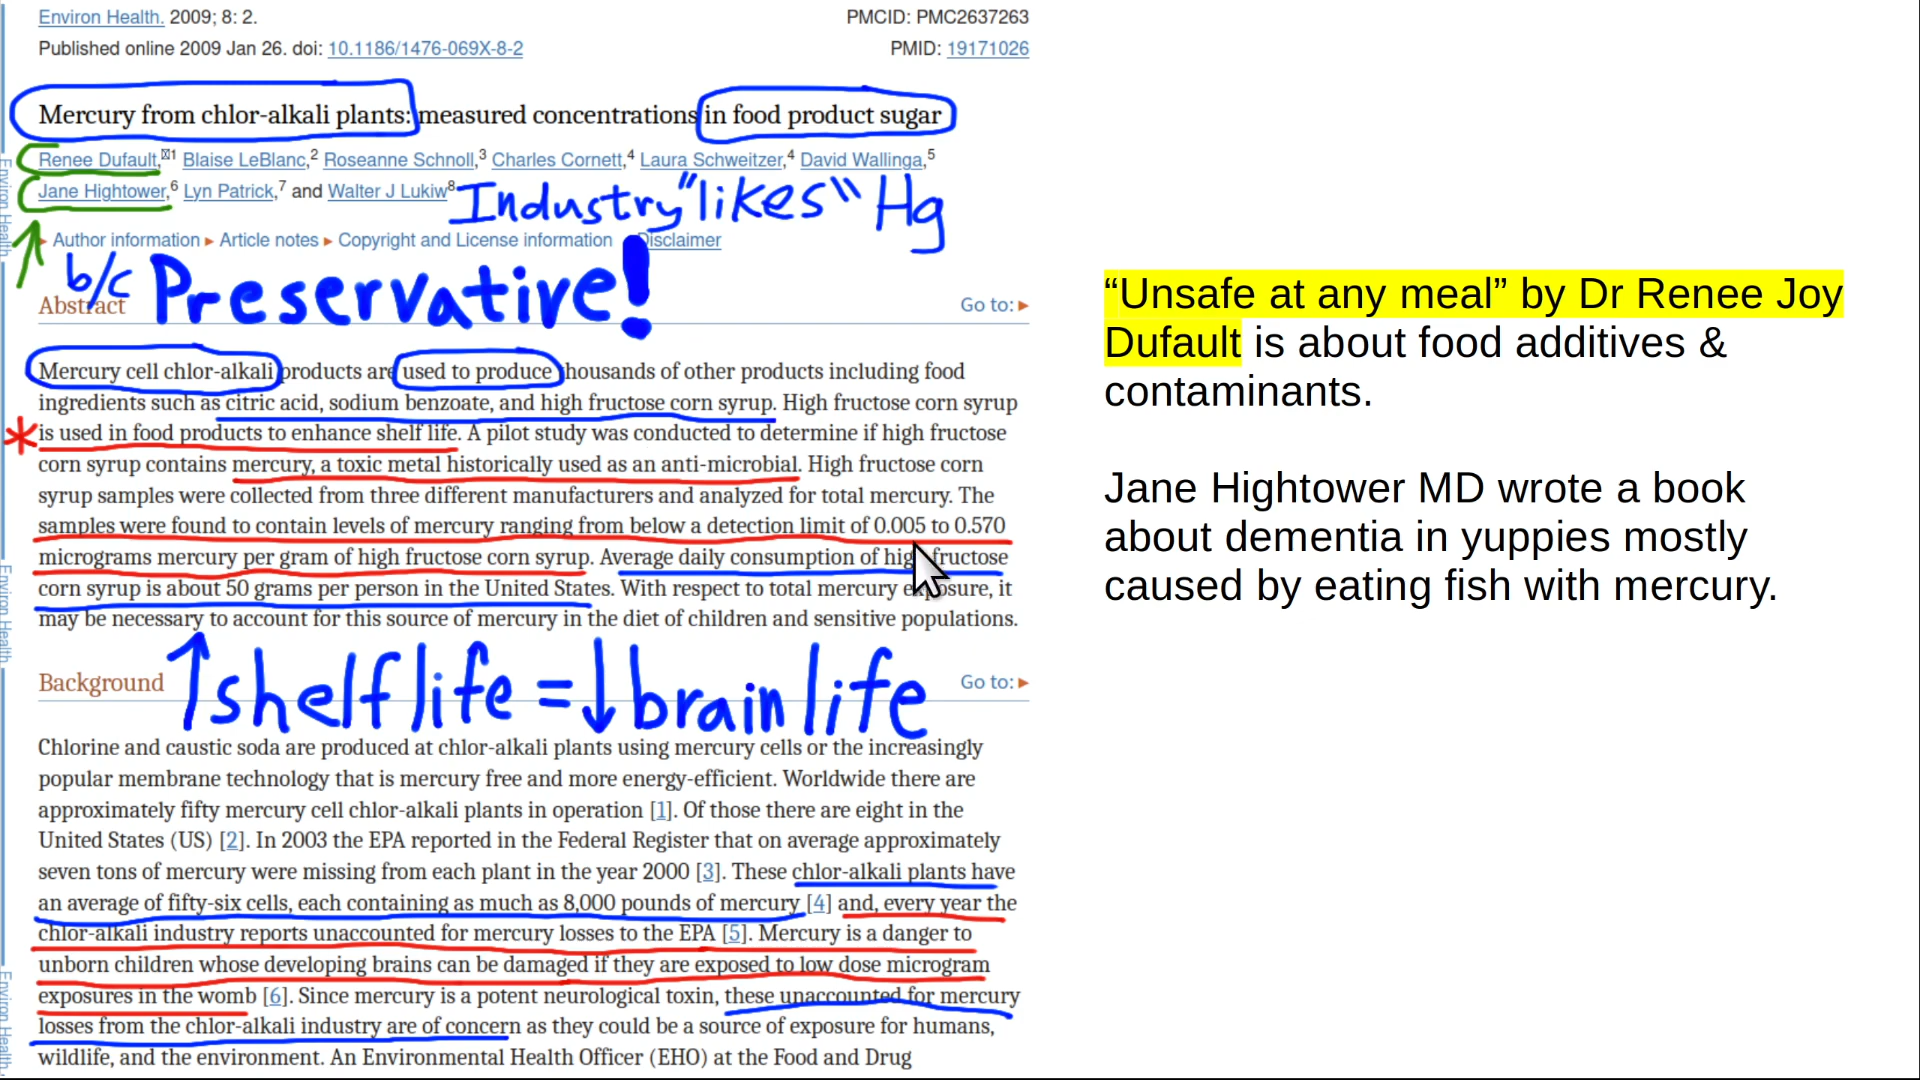 Environ Health. 2009; 8: 2.
PMCID: PMC2637263
Published online 2009 Jan 26. doi: 10.1186/1476-069X-8-2
PMID: 19171026
Mercury from chlor-alkali plants: measured concentrations in food product sugar
Renee Dufault,1 Blaise LeBlanc,2 Roseanne Schnoll,3 Charles Cornett,4 Laura Schweitzer,4 David Wallinga,5
Jane Hightower,6 Lyn Patrick,7 and Walter J Lukiw8
Industry "likes" Hg
Author information ▸ Article notes ▸ Copyright and License information Disclaimer
b/c Preservative!
Abstract
Go to: ▸
Mercury cell chlor-alkali products are used to produce thousands of other products including food
ingredients such as citric acid, sodium benzoate, and high fructose corn syrup. High fructose corn syrup
* is used in food products to enhance shelf life. A pilot study was conducted to determine if high fructose
corn syrup contains mercury, a toxic metal historically used as an anti-microbial. High fructose corn
syrup samples were collected from three different manufacturers and analyzed for total mercury. The
samples were found to contain levels of mercury ranging from below a detection limit of 0.005 to 0.570
micrograms mercury per gram of high fructose corn syrup. Average daily consumption of high fructose
corn syrup is about 50 grams per person in the United States. With respect to total mercury exposure, it
may be necessary to account for this source of mercury in the diet of children and sensitive populations.
↑shelf life = ↓brain life
Background
Go to: ▸
Chlorine and caustic soda are produced at chlor-alkali plants using mercury cells or the increasingly
popular membrane technology that is mercury free and more energy-efficient. Worldwide there are
approximately fifty mercury cell chlor-alkali plants in operation [1]. Of those there are eight in the
United States (US) [2]. In 2003 the EPA reported in the Federal Register that on average approximately
seven tons of mercury were missing from each plant in the year 2000 [3]. These chlor-alkali plants have
an average of fifty-six cells, each containing as much as 8,000 pounds of mercury [4] and, every year the
chlor-alkali industry reports unaccounted for mercury losses to the EPA [5]. Mercury is a danger to
unborn children whose developing brains can be damaged if they are exposed to low dose microgram
exposures in the womb [6]. Since mercury is a potent neurological toxin, these unaccounted for mercury
losses from the chlor-alkali industry are of concern as they could be a source of exposure for humans,
wildlife, and the environment. An Environmental Health Officer (EHO) at the Food and Drug
“Unsafe at any meal” by Dr Renee Joy
Dufault is about food additives &
contaminants.
Jane Hightower MD wrote a book
about dementia in yuppies mostly
caused by eating fish with mercury.
Environ Health
Environ Health.
Environ Health.